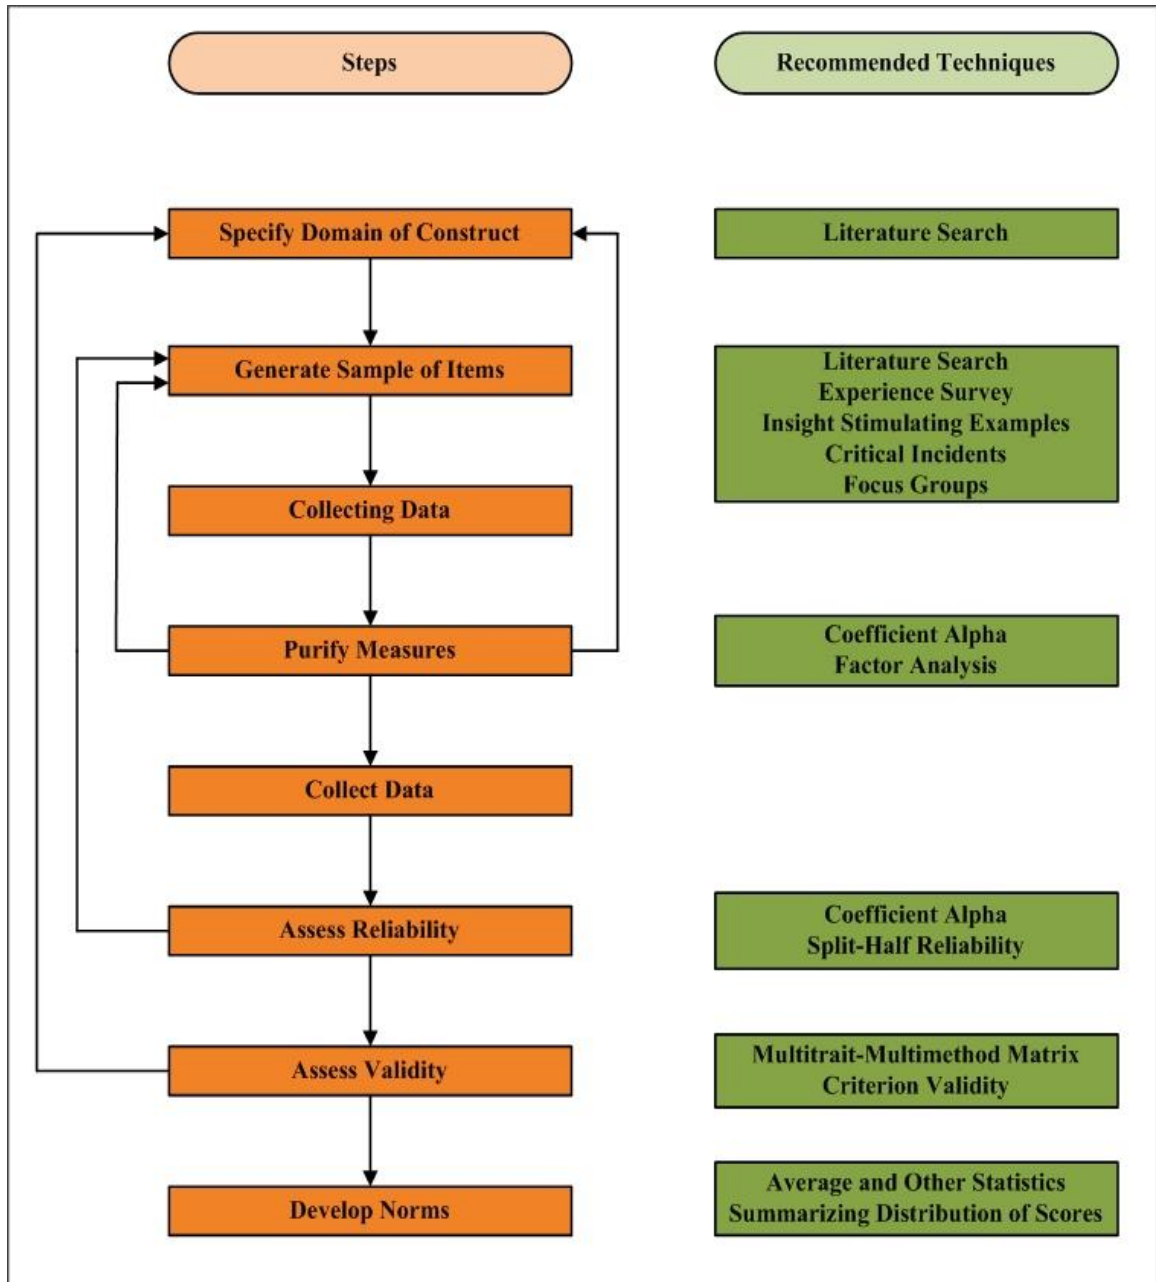 Steps
Recommended Techniques
Specify Domain of Construct
Literature Search
Generate Sample of Items
Literature Search
Experience Survey
Insight Stimulating Examples
Critical Incidents
Focus Groups
Collecting Data
Purify Measures
Coefficient Alpha
Factor Analysis
Collect Data
Assess Reliability
Coefficient Alpha
Split-Half Reliability
Assess Validity
Multitrait-Multimethod Matrix
Criterion Validity
Develop Norms
Average and Other Statistics
Summarizing Distribution of Scores